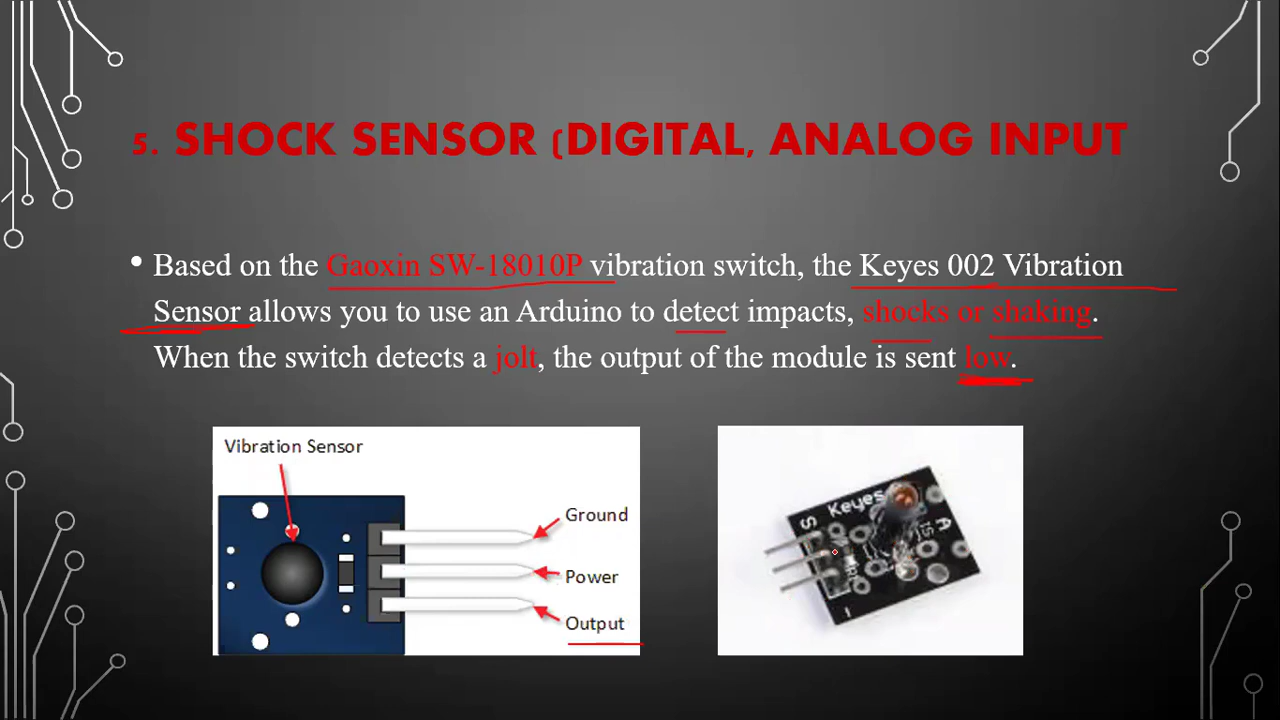 5. SHOCK SENSOR (DIGITAL, ANALOG INPUT
• Based on the Gaoxin SW-18010P vibration switch, the Keyes 002 Vibration
Sensor allows you to use an Arduino to detect impacts, shocks or shaking.
When the switch detects a jolt, the output of the module is sent low.
Vibration Sensor
Ground
Power
Output
S
Keyes
A
-